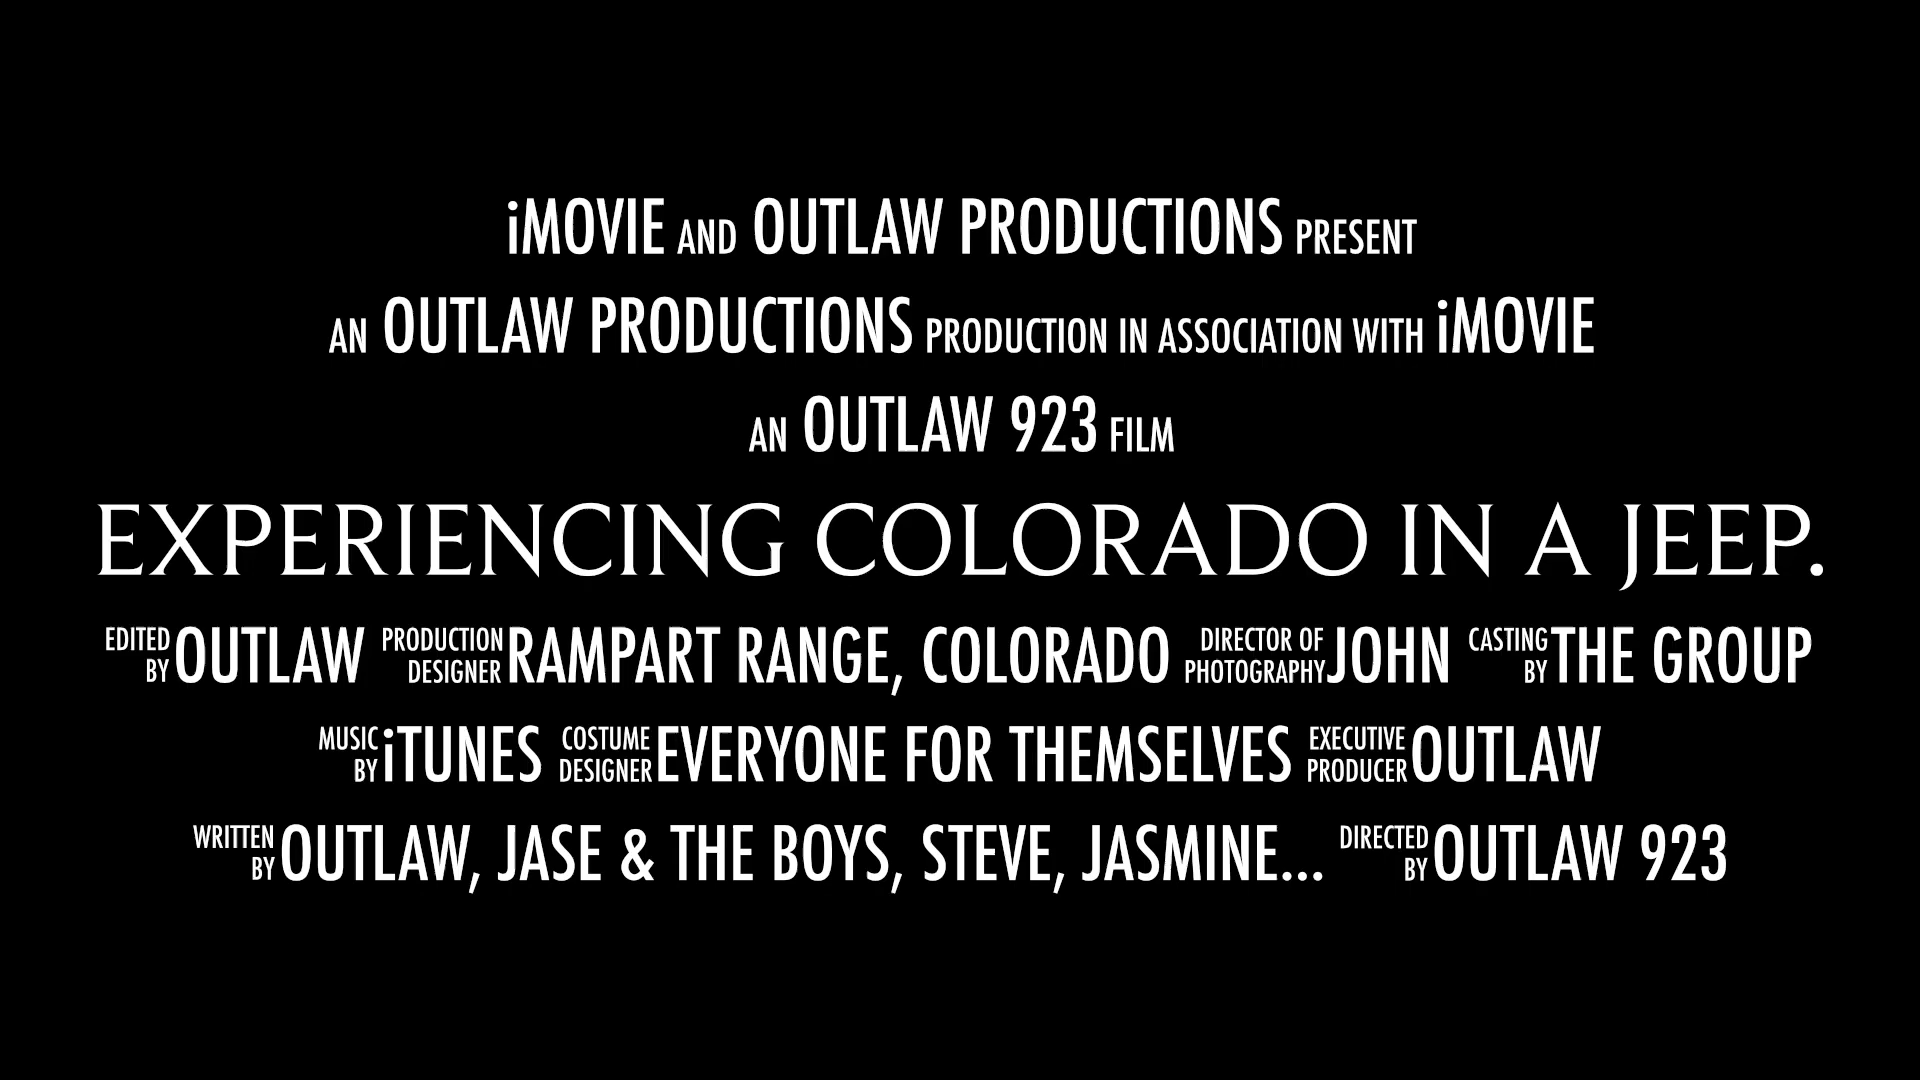 iMOVIE AND OUTLAW PRODUCTIONS PRESENT
AN OUTLAW PRODUCTIONS PRODUCTION IN ASSOCIATION WITH iMOVIE
AN OUTLAW 923 FILM
EXPERIENCING COLORADO IN A JEEP.
EDITED BY OUTLAW PRODUCTION DESIGNER RAMPART RANGE, COLORADO DIRECTOR OF PHOTOGRAPHY JOHN CASTING BY THE GROUP
MUSIC BY iTUNES COSTUME DESIGNER EVERYONE FOR THEMSELVES EXECUTIVE PRODUCER OUTLAW
WRITTEN BY OUTLAW, JASE & THE BOYS, STEVE, JASMINE... DIRECTED BY OUTLAW 923